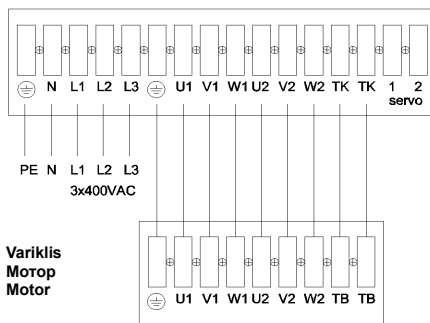 N L1 L2 L3 U1 V1 W1 U2 V2 W2 TK TK 1 2
servo
PE N L1 L2 L3
3x400VAC
Variklis
Мотор
Motor
U1 V1 W1 U2 V2 W2 TB TB